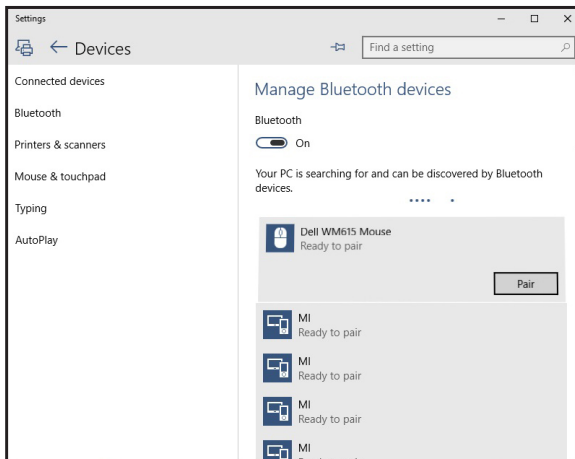 Settings
Devices
Find a setting
Connected devices
Bluetooth
Printers & scanners
Mouse & touchpad
Typing
AutoPlay
Manage Bluetooth devices
Bluetooth
On
Your PC is searching for and can be discovered by Bluetooth
devices.
Dell WM615 Mouse
Ready to pair
Pair
MI
Ready to pair
MI
Ready to pair
MI
Ready to pair
MI